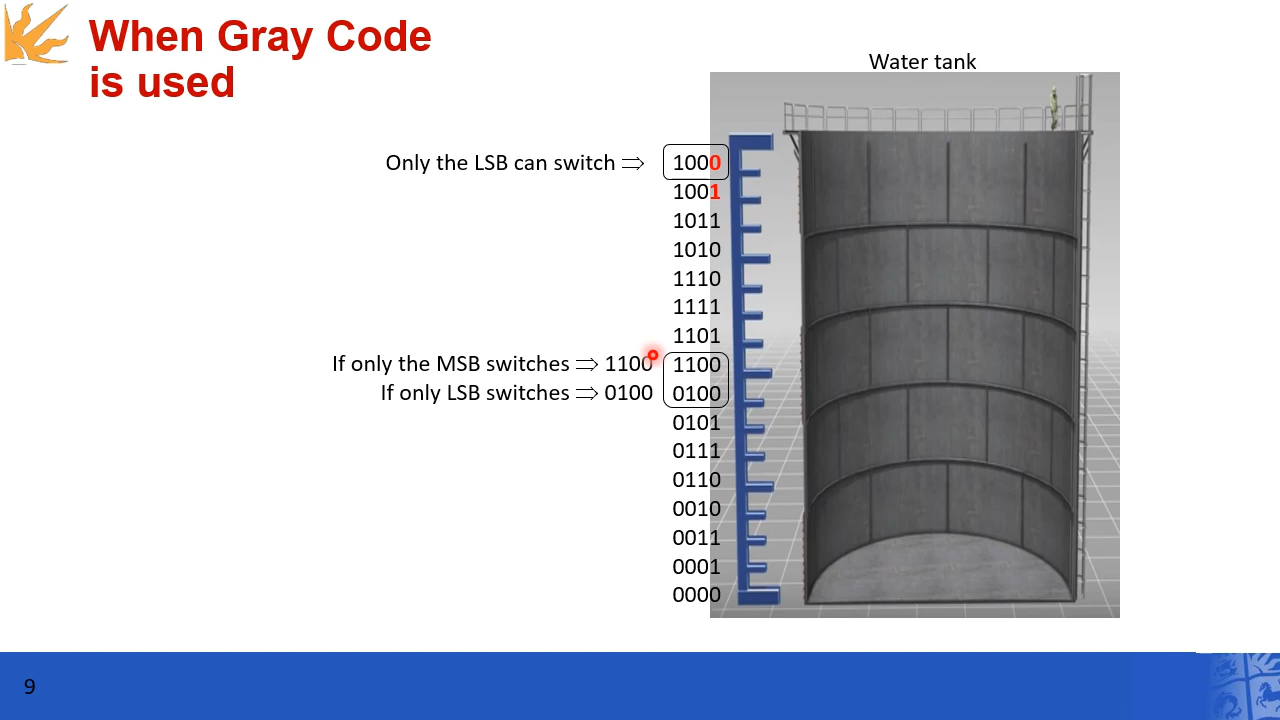 When Gray Code
is used
Water tank
Only the LSB can switch ⇒
1000
1001
1011
1010
1110
1111
1101
If only the MSB switches ⇒ 1100
1100
If only LSB switches ⇒ 0100
0100
0101
0111
0110
0010
0011
0001
0000
9